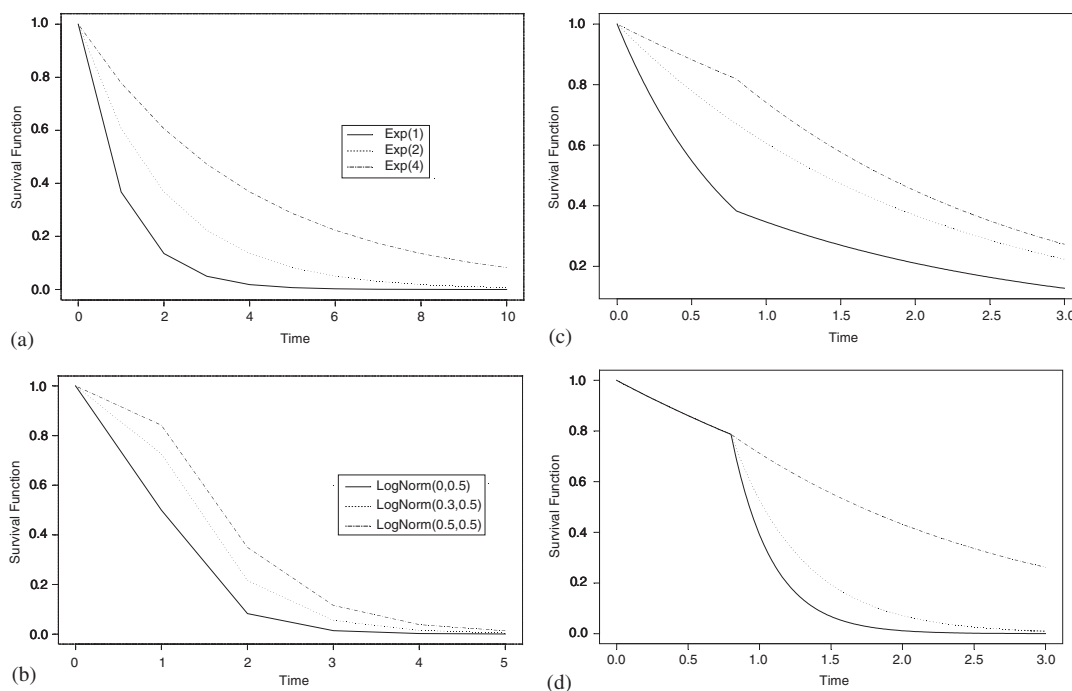 1.0
0.8
0.6
0.4
0.2
0.0
Survival Function
Exp(1)
Exp(2)
Exp(4)
0 2 4 6 8 10
Time
(a)
1.0
0.8
0.6
0.4
0.2
Survival Function
0.0 0.5 1.0 1.5 2.0 2.5 3.0
Time
(c)
1.0
0.8
0.6
0.4
0.2
0.0
Survival Function
LogNorm(0,0.5)
LogNorm(0.3,0.5)
LogNorm(0.5,0.5)
0 1 2 3 4 5
Time
(b)
1.0
0.8
0.6
0.4
0.2
0.0
Survival Function
0.0 0.5 1.0 1.5 2.0 2.5 3.0
Time
(d)